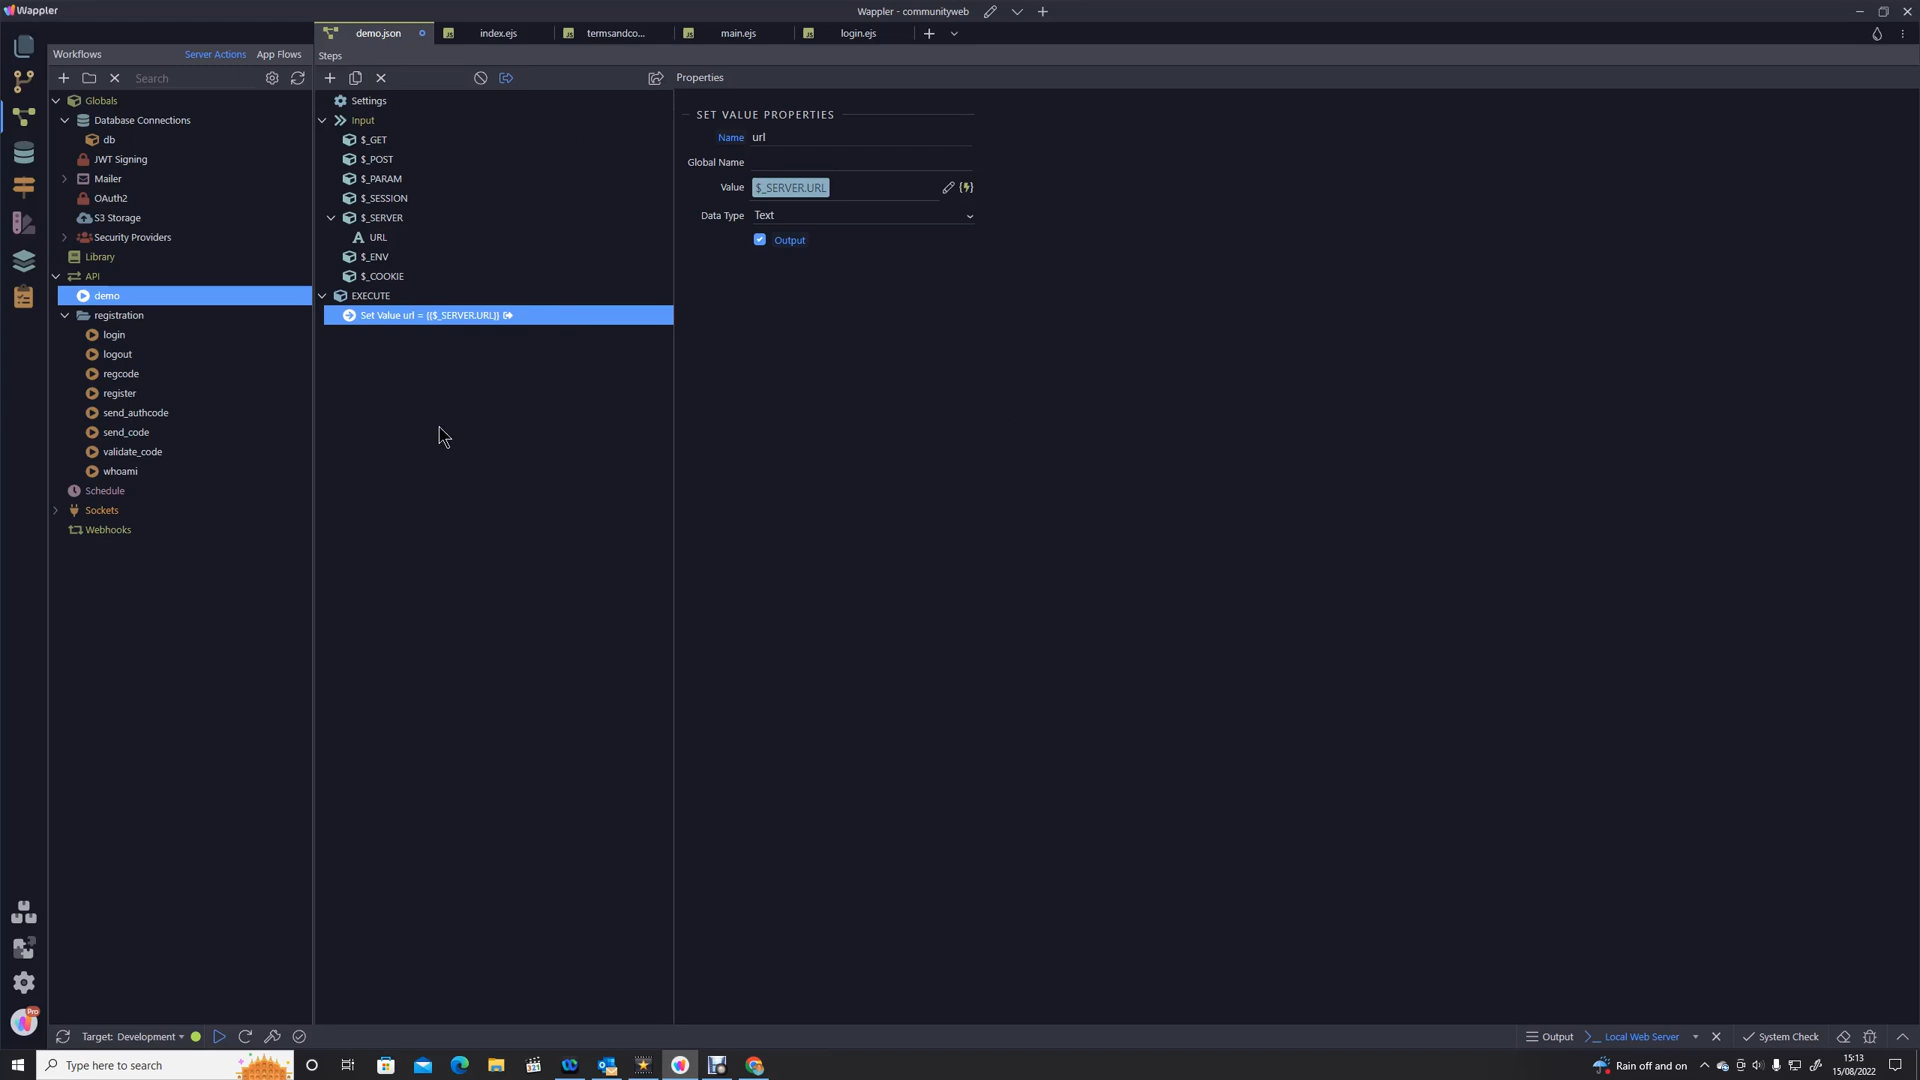 Wappler
Wappler - communityweb
demo.json
index.ejs
termsandco...
main.ejs
login.ejs
Workflows
Server Actions
App Flows
Steps
Search
Properties
Globals
Database Connections
db
JWT Signing
Mailer
OAuth2
S3 Storage
Security Providers
Library
API
demo
registration
login
logout
regcode
register
send_authcode
send_code
validate_code
whoami
Schedule
Sockets
Webhooks
Settings
Input
$_GET
$_POST
$_PARAM
$_SESSION
$_SERVER
URL
$_ENV
$_COOKIE
EXECUTE
Set Value url = {{$_SERVER.URL}}
SET VALUE PROPERTIES
Name url
Global Name
Value $_SERVER.URL
Data Type Text
Output
Pro
Target: Development
Output
Local Web Server
System Check
Type here to search
Rain off and on
15:13
15/08/2022